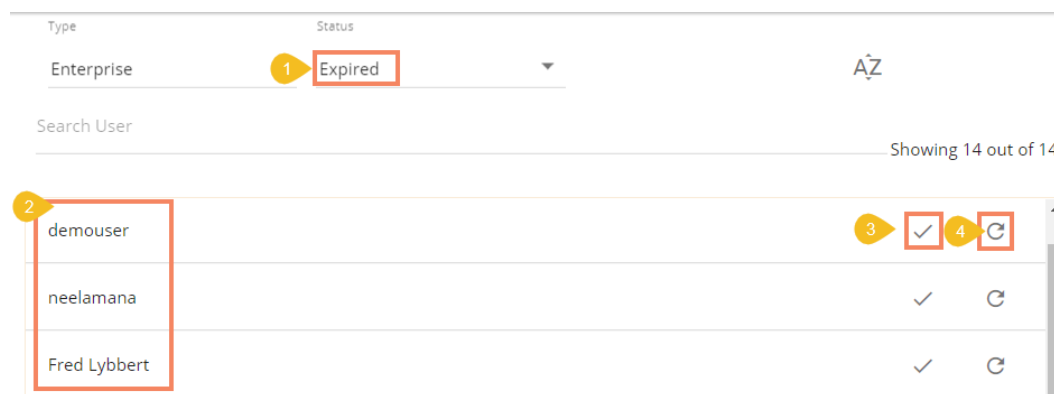 Type Status
Enterprise 1 Expired
AZ
Search User
Showing 14 out of 14
2
demouser 3 4
neelamana
Fred Lybbert